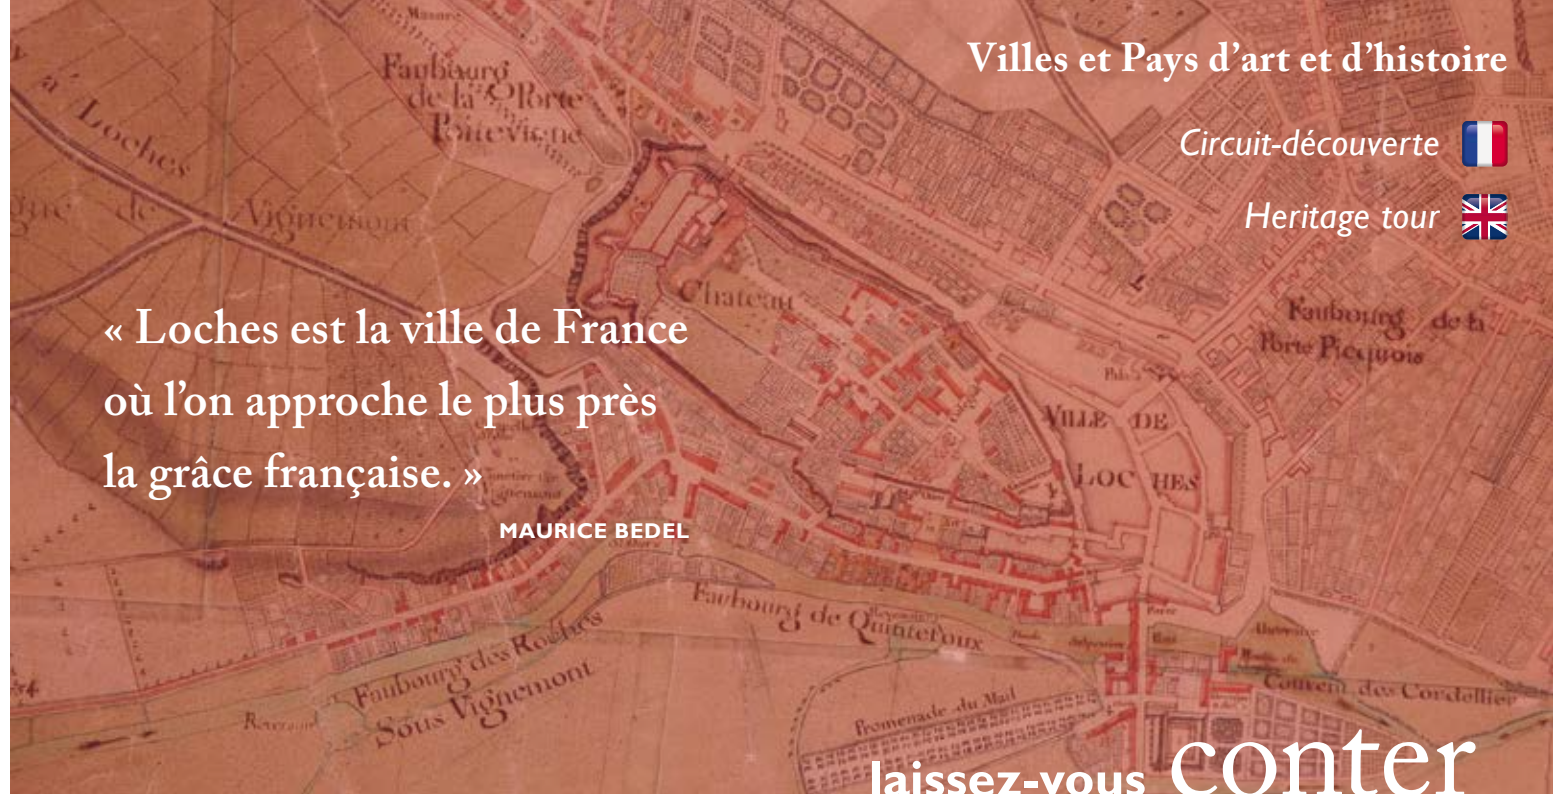 Villes et Pays d'art et d'histoire
Circuit-découverte
Heritage tour
« Loches est la ville de France
où l'on approche le plus près
la grâce française. »
MAURICE BEDEL
laissez-vous conter
Faubourg
de la Porte
Poitevigne
à Loches
de Vignemont
Chateau
Faubourg de la
Porte Picquois
VILLE DE
LOCHES
Faubourg de Quintefoux
Faubourg des Roches
Sous Vignemont
Promenade du Mail
Couvent des Cordellier